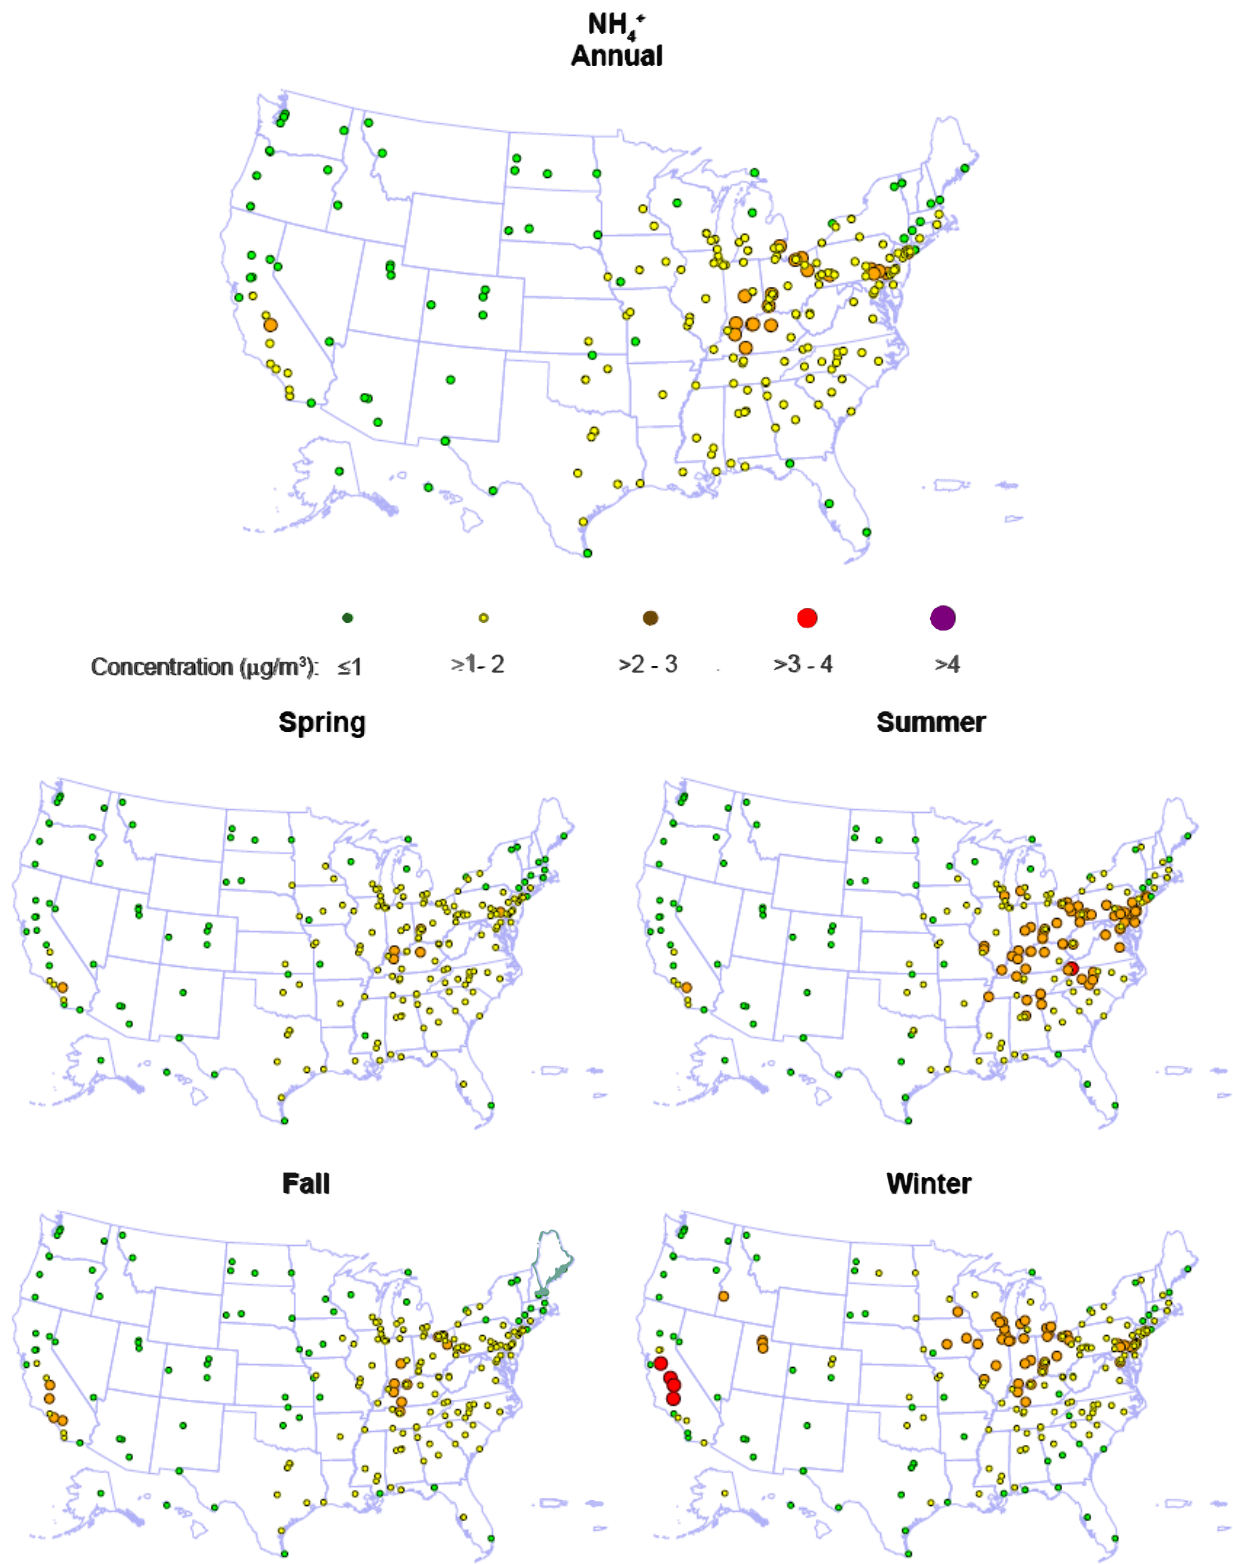 NH₄⁺
Annual
Concentration (µg/m³): ≤1 >1 - 2 >2 - 3 >3 - 4 >4
Spring Summer
Fall Winter